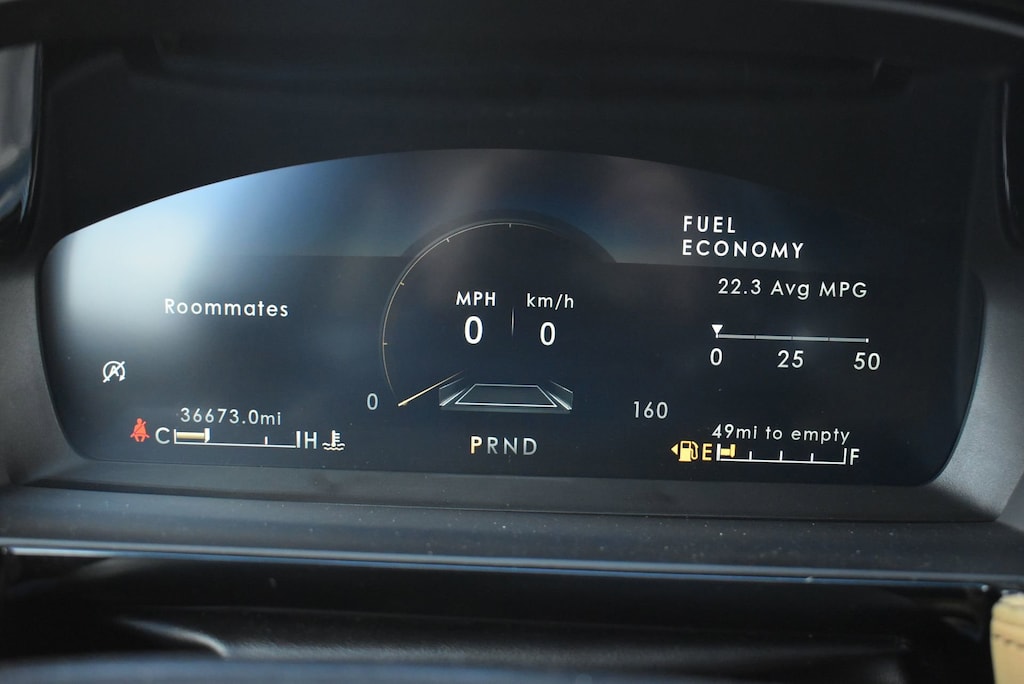 FUEL
ECONOMY
22.3 Avg MPG
0 25 50
Roommates
MPH km/h
0 0
0 160
36673.0mi
C H
PRND
49mi to empty
E F